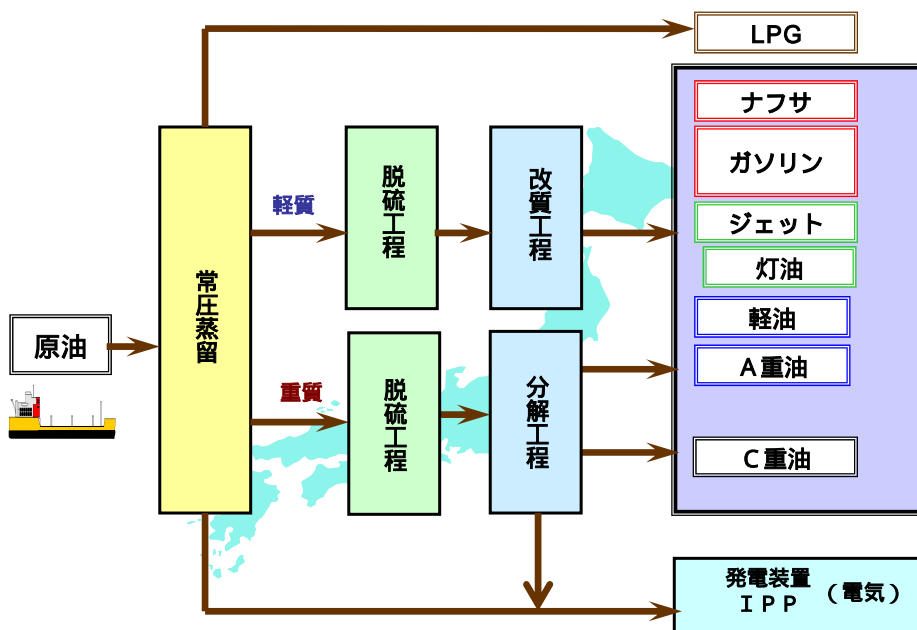 LPG
ナフサ
ガソリン
ジェット
灯油
軽油
Ａ重油
Ｃ重油
原油
常圧蒸留
軽質
脱硫工程
改質工程
重質
脱硫工程
分解工程
発電装置
ＩＰＰ （電気）